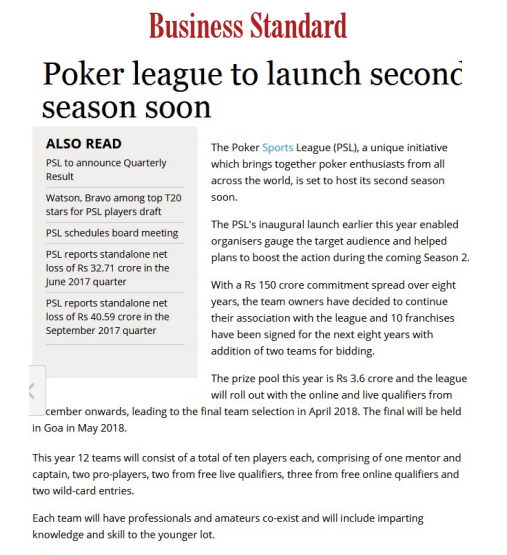 Business Standard
Poker league to launch second
season soon
ALSO READ
PSL to announce Quarterly
Result
Watson, Bravo among top T20
stars for PSL players draft
PSL schedules board meeting
PSL reports standalone net
loss of Rs 32.71 crore in the
June 2017 quarter
PSL reports standalone net
loss of Rs 40.59 crore in the
September 2017 quarter
The Poker Sports League (PSL), a unique initiative
which brings together poker enthusiasts from all
across the world, is set to host its second season
soon.
The PSL's inaugural launch earlier this year enabled
organisers gauge the target audience and helped
plans to boost the action during the coming Season 2.
With a Rs 150 crore commitment spread over eight
years, the team owners have decided to continue
their association with the league and 10 franchises
have been signed for the next eight years with
addition of two teams for bidding.
The prize pool this year is Rs 3.6 crore and the league
will roll out with the online and live qualifiers from
cember onwards, leading to the final team selection in April 2018. The final will be held
in Goa in May 2018.
This year 12 teams will consist of a total of ten players each, comprising of one mentor and
captain, two pro-players, two from free live qualifiers, three from free online qualifiers and
two wild-card entries.
Each team will have professionals and amateurs co-exist and will include imparting
knowledge and skill to the younger lot.